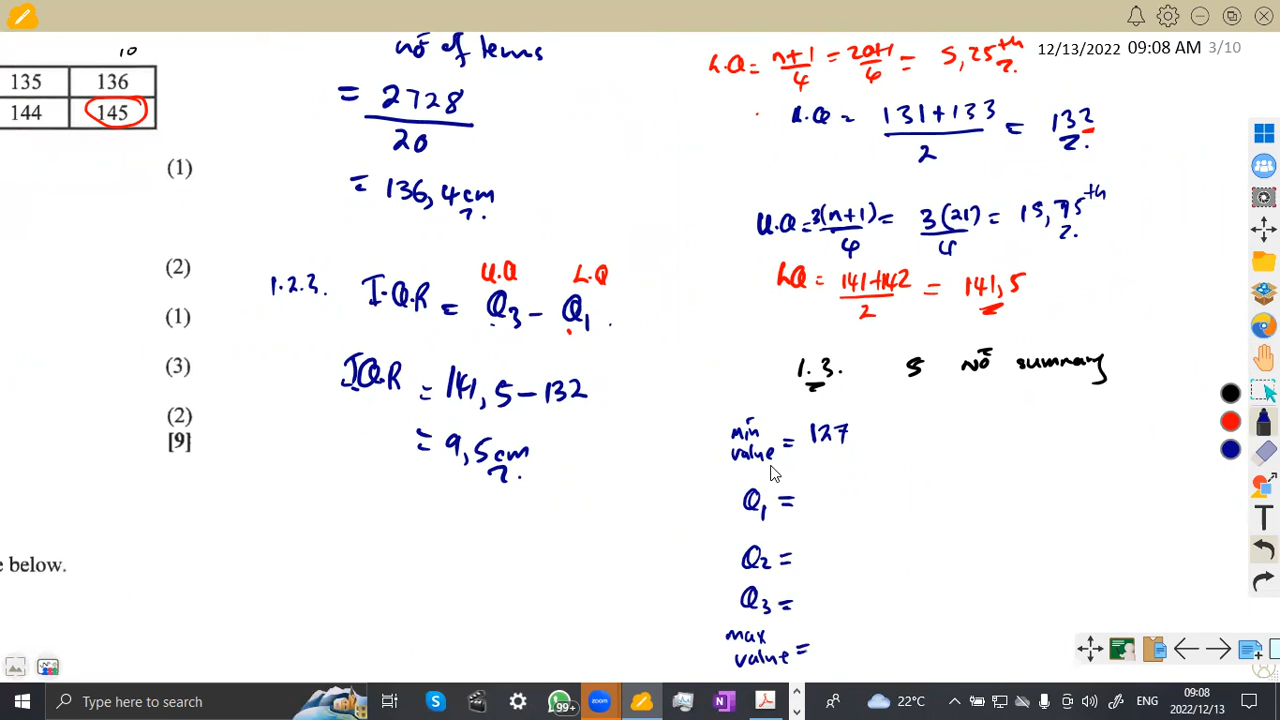 12/13/2022 09:08 AM 3/10
10
135 136
144 145
(1)
(2)
(1)
(3)
(2)
[9]
e below.
no of terms
= 2728
20
= 136,4cm
1.2.3. I.Q.R = Q3 - Q1
U.Q L.Q
IQR = 141,5 - 132
= 9,5cm
L.Q = n+1 = 20+1 = 5,25th
4 4
L.Q = 131+133 = 132
2
U.Q = 3(n+1) = 3(21) = 15,75th
4 4
LQ = 141+142 = 141,5
2
1.3. 5 no summary
min
value = 127
Q1 =
Q2 =
Q3 =
max
value =
Type here to search
99+
22°C
ENG
09:08
2022/12/13